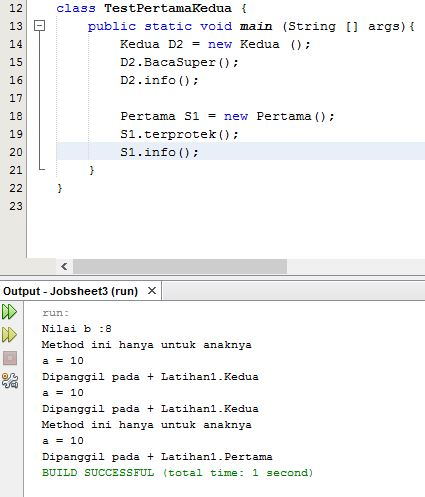 12 class TestPertamaKedua {
13 public static void main (String [] args){
14 Kedua D2 = new Kedua ();
15 D2.BacaSuper();
16 D2.info();
17
18 Pertama S1 = new Pertama();
19 S1.terprotek();
20 S1.info();
21 }
22 }
23
Output - Jobsheet3 (run) ×
run:
Nilai b :8
Method ini hanya untuk anaknya
a = 10
Dipanggil pada + Latihan1.Kedua
a = 10
Dipanggil pada + Latihan1.Kedua
Method ini hanya untuk anaknya
a = 10
Dipanggil pada + Latihan1.Pertama
BUILD SUCCESSFUL (total time: 1 second)